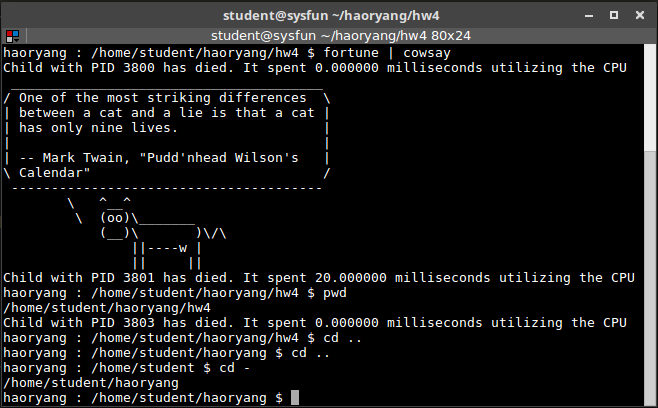 student@sysfun ~/haoryang/hw4
student@sysfun ~/haoryang/hw4 80x24
haoryang : /home/student/haoryang/hw4 $ fortune | cowsay
Child with PID 3800 has died. It spent 0.000000 milliseconds utilizing the CPU
 _______________________________________
/ One of the most striking differences  \
| between a cat and a lie is that a cat |
| has only nine lives.                  |
|                                       |
| -- Mark Twain, "Pudd'nhead Wilson's   |
\ Calendar"                             /
 ---------------------------------------
        \   ^__^
         \  (oo)\_______
            (__)\       )\/\
                ||----w |
                ||     ||
Child with PID 3801 has died. It spent 20.000000 milliseconds utilizing the CPU
haoryang : /home/student/haoryang/hw4 $ pwd
/home/student/haoryang/hw4
Child with PID 3803 has died. It spent 0.000000 milliseconds utilizing the CPU
haoryang : /home/student/haoryang/hw4 $ cd ..
haoryang : /home/student/haoryang $ cd ..
haoryang : /home/student $ cd -
/home/student/haoryang
haoryang : /home/student/haoryang $